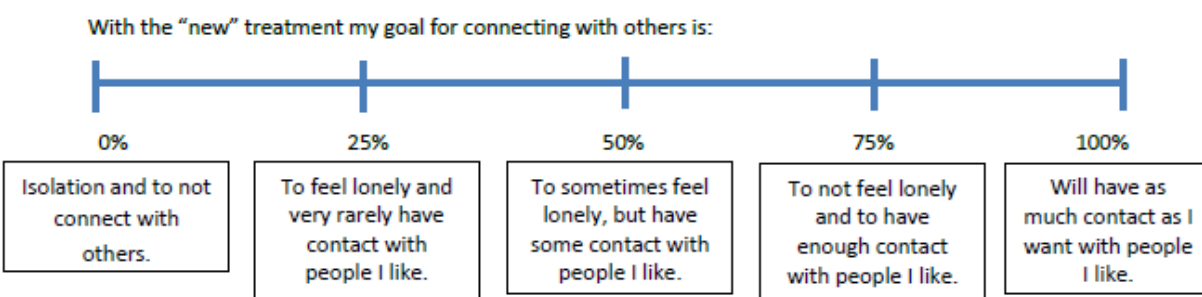 With the “new” treatment my goal for connecting with others is:
0%
25%
50%
75%
100%
Isolation and to not
connect with
others.
To feel lonely and
very rarely have
contact with
people I like.
To sometimes feel
lonely, but have
some contact with
people I like.
To not feel lonely
and to have
enough contact
with people I like.
Will have as
much contact as I
want with people
I like.